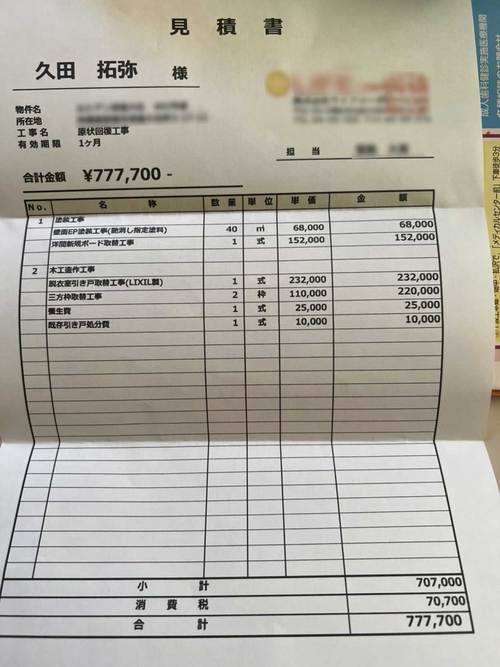 見積書
久田 拓弥 様
物件名
所在地
工事名 原状回復工事
有効期限 1ヶ月
担当
合計金額 ¥777,700-
No. 名称 数量 単位 単価 金額
1 塗装工事
壁面EP塗装工事(艶消し指定塗料) 40 ㎡ 68,000 68,000
洋間新規ボード取替工事 1 式 152,000 152,000
2 木工造作工事
脱衣室引き戸取替工事(LIXIL製) 1 式 232,000 232,000
三方枠取替工事 2 枠 110,000 220,000
養生費 1 式 25,000 25,000
既存引き戸処分費 1 式 10,000 10,000
小計 707,000
消費税 70,700
合計 777,700